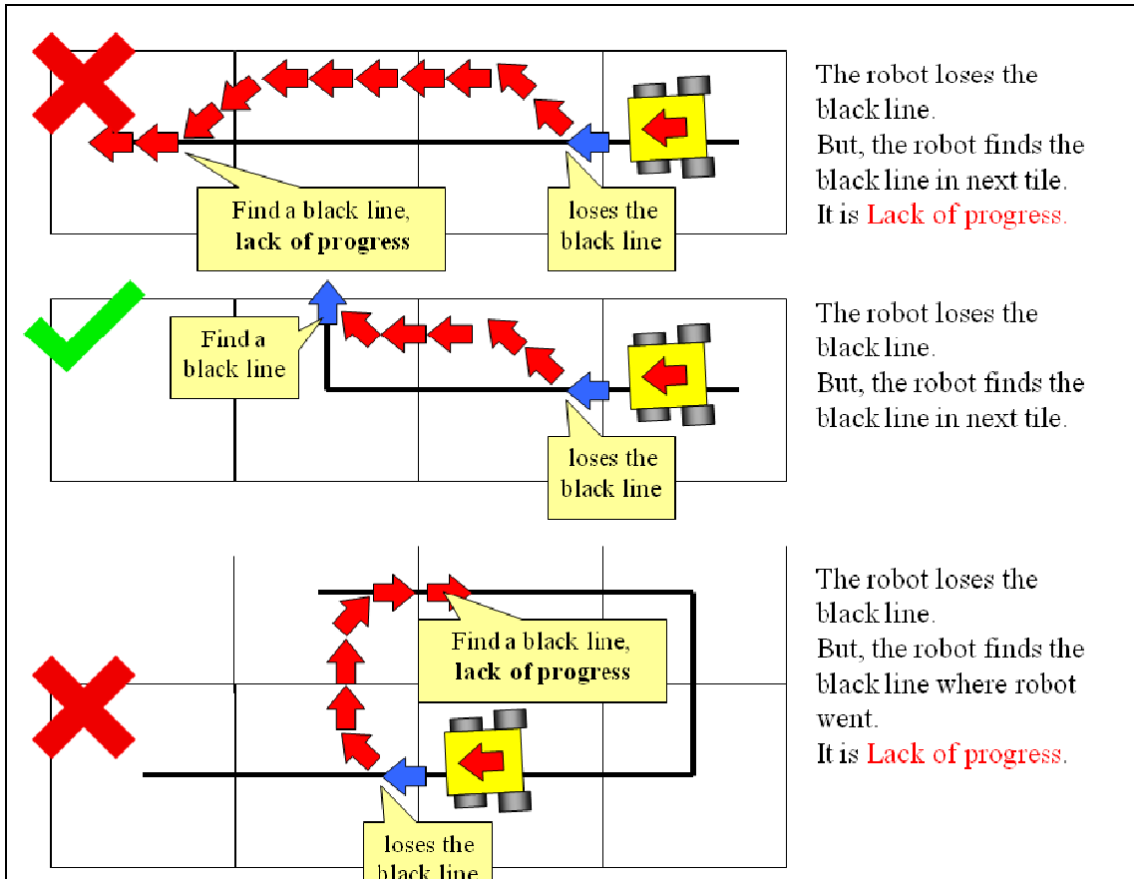 The robot loses the
black line.
But, the robot finds the
black line in next tile.
It is Lack of progress.
Find a black line,
lack of progress
loses the
black line
The robot loses the
black line.
But, the robot finds the
black line in next tile.
Find a
black line
loses the
black line
The robot loses the
black line.
But, the robot finds the
black line where robot
went.
It is Lack of progress.
Find a black line,
lack of progress
loses the
black line